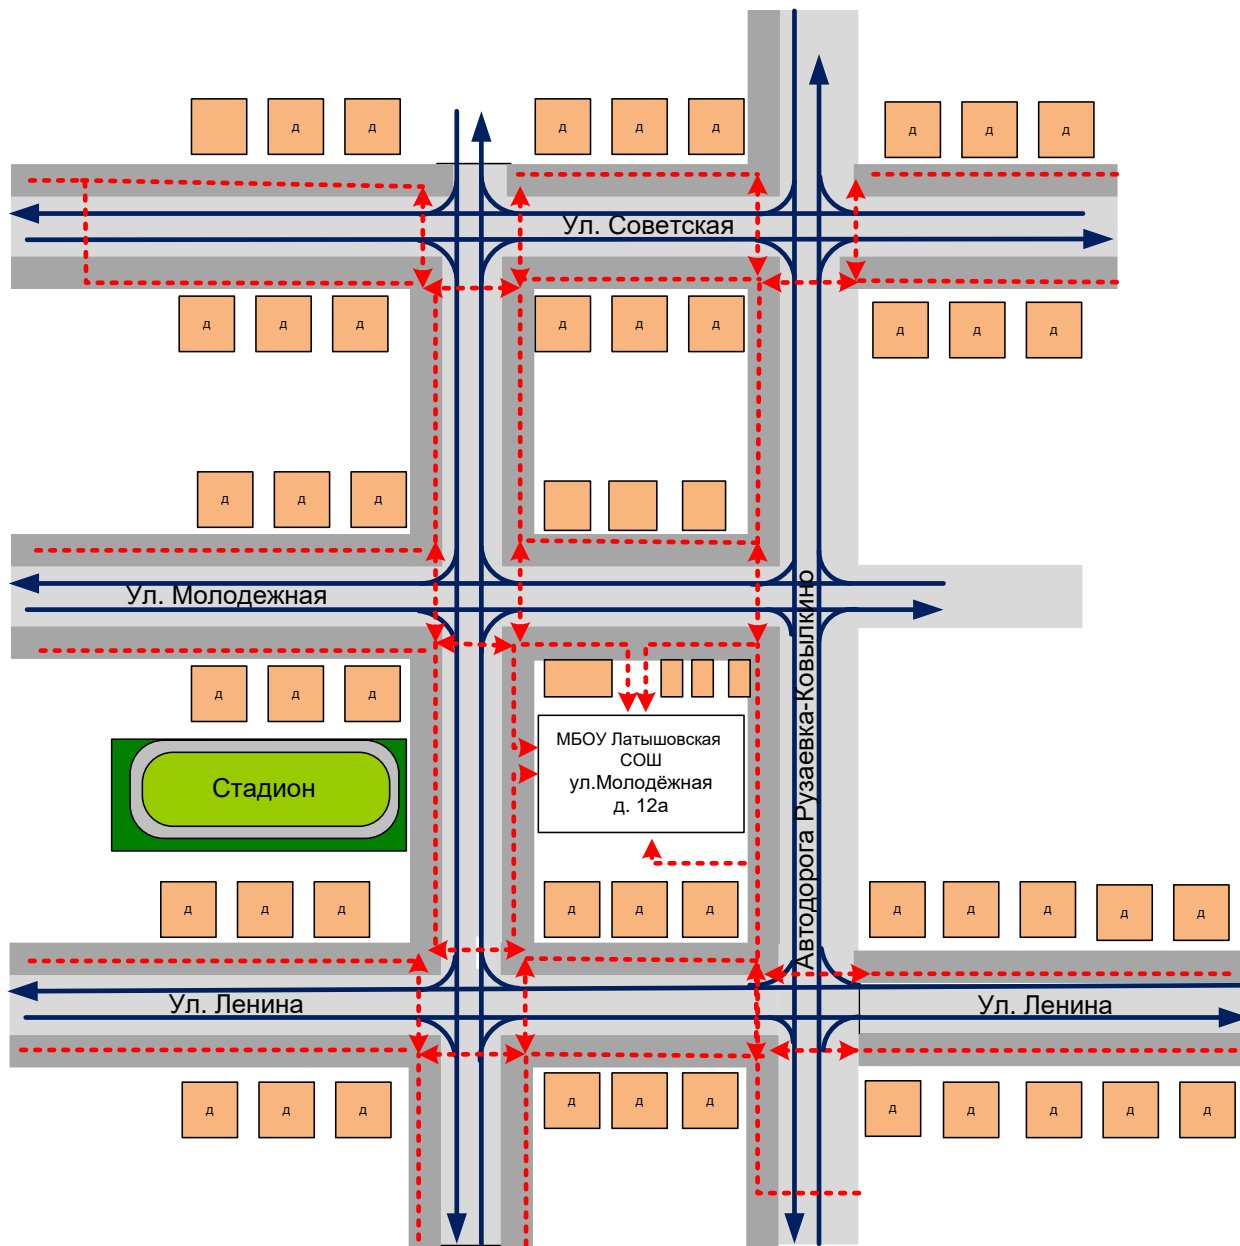 д
д
д
д
д
д
д
д
Ул. Советская
д
д
д
д
д
д
д
д
д
д
д
д
Ул. Молодежная
Автодорога Рузаевка-Ковылкино
д
д
д
МБОУ Латышовская
СОШ
ул.Молодёжная
д. 12а
Стадион
д
д
д
д
д
д
д
д
д
д
д
Ул. Ленина
Ул. Ленина
д
д
д
д
д
д
д
д
д
д
д